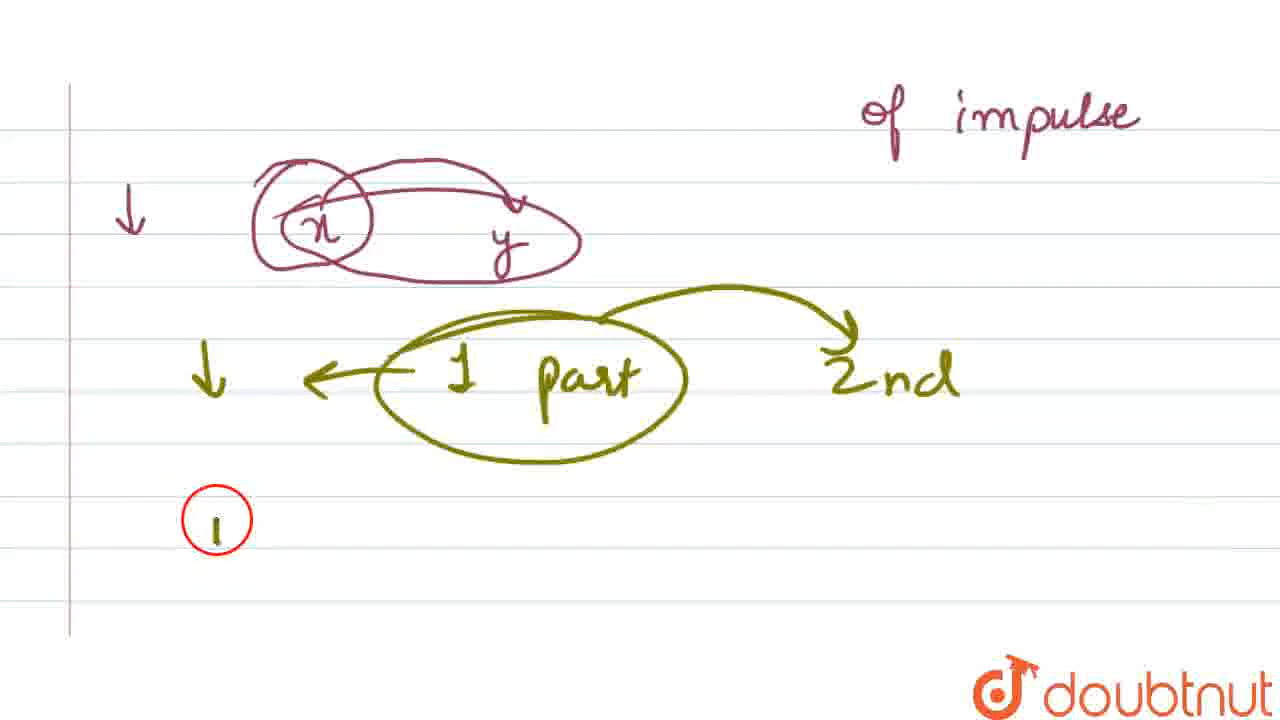 of impulse
x y
1 part 2nd
1
doubtnut